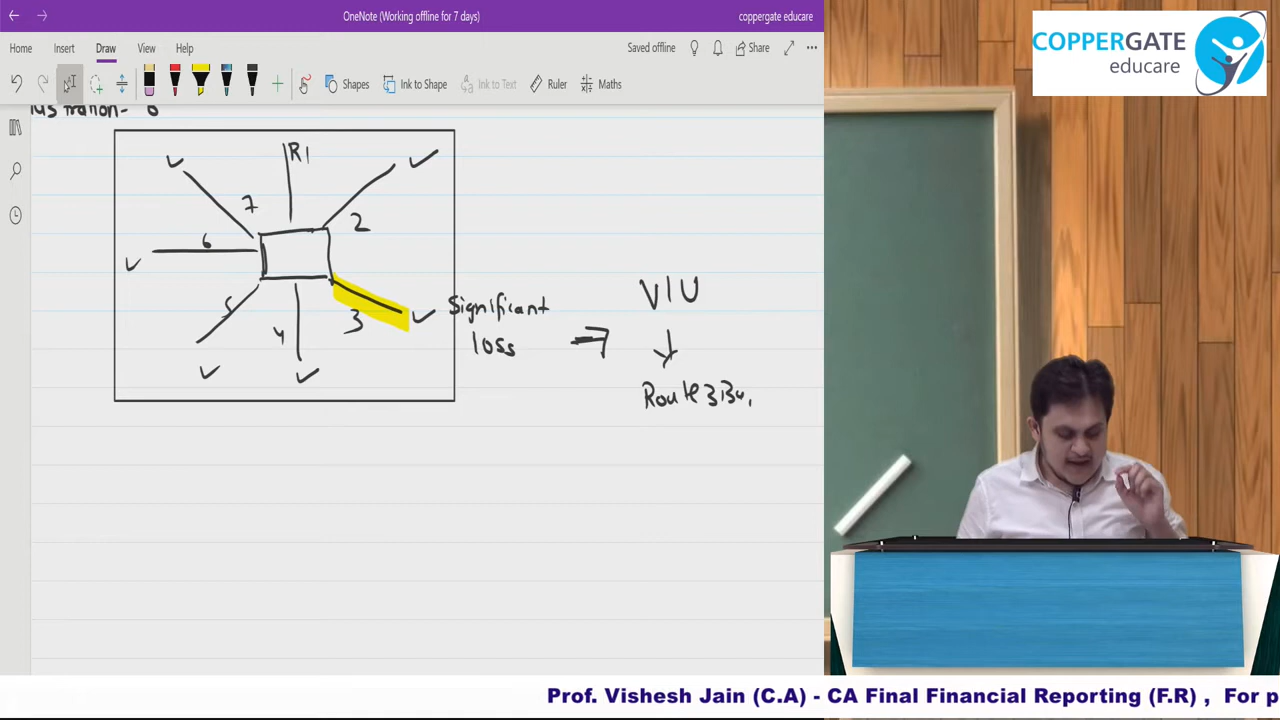 OneNote (Working offline for 7 days)
coppergate educare
Home Insert Draw View Help
Saved offline Share
Shapes Ink to Shape Ink to Text Ruler Maths
COPPERGATE
educare
R1
7
2
6
5
4
3
Significant
loss
VIU
Route 3
Prof. Vishesh Jain (C.A) - CA Final Financial Reporting (F.R) , For p